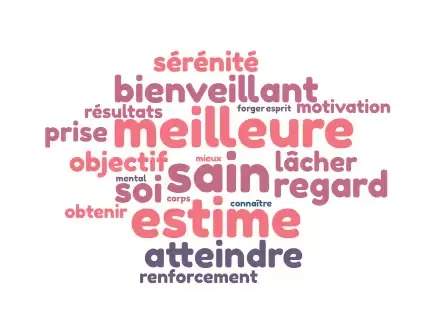 sérénité
bienveillant
résultats forger esprit motivation
prise meilleure
objectif mieux sain lâcher
mental soi corps regard
obtenir estime connaître
atteindre
renforcement